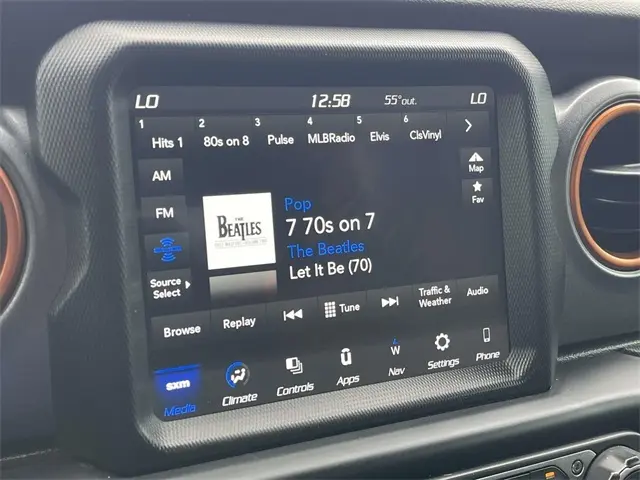 LO 12:58 55°out. LO
1 2 3 4 5 6
Hits 1 80s on 8 Pulse MLBRadio Elvis ClsVinyl
AM
Map
FM
Fav
THE
BEATLES
Pop
7 70s on 7
The Beatles
Let It Be (70)
Source
Select
Browse Replay Tune Traffic & Weather Audio
sxm
Media Climate Controls Apps W Nav Settings Phone